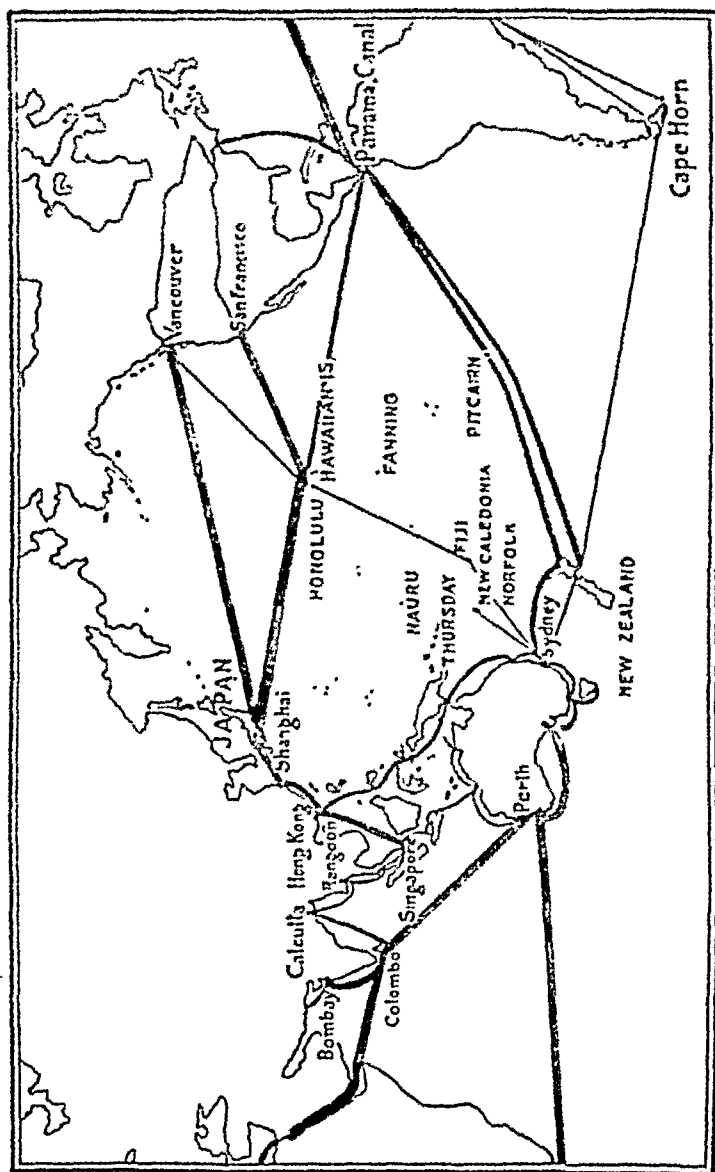 Vancouver
San Francisco
Panama Canal
Cape Horn
JAPAN
Shanghai
Hong Kong
Rangoon
Calcutta
Bombay
Colombo
Singapore
HONOLULU
HAWAIIAN IS.
FANNING
PITCAIRN
NAURU
THURSDAY
FIJI
NEW CALEDONIA
NORFOLK
Sydney
Perth
NEW ZEALAND